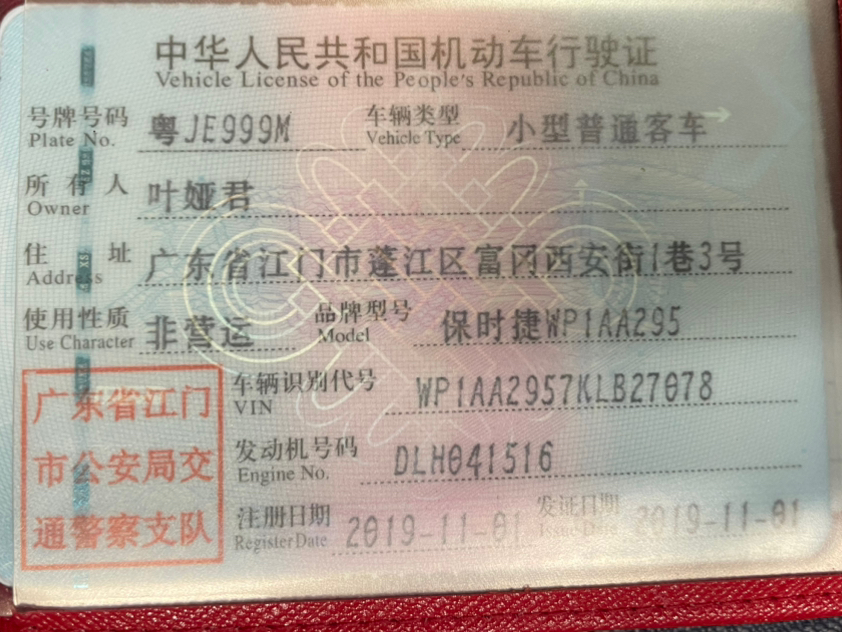 中华人民共和国机动车行驶证
Vehicle License of the People's Republic of China
号牌号码 粤JE999M 车辆类型 小型普通客车
Plate No. Vehicle Type
所有人 叶娅君
Owner
住址 广东省江门市蓬江区富冈西安街1巷3号
Address
使用性质 非营运 品牌型号 保时捷WP1AA295
Use Character Model
车辆识别代号 WP1AA2957KLB27078
VIN
发动机号码 DLH041516
Engine No.
注册日期 2019-11-01 发证日期 2019-11-01
Register Date Issue Date
广东省江门
市公安局交
通警察支队